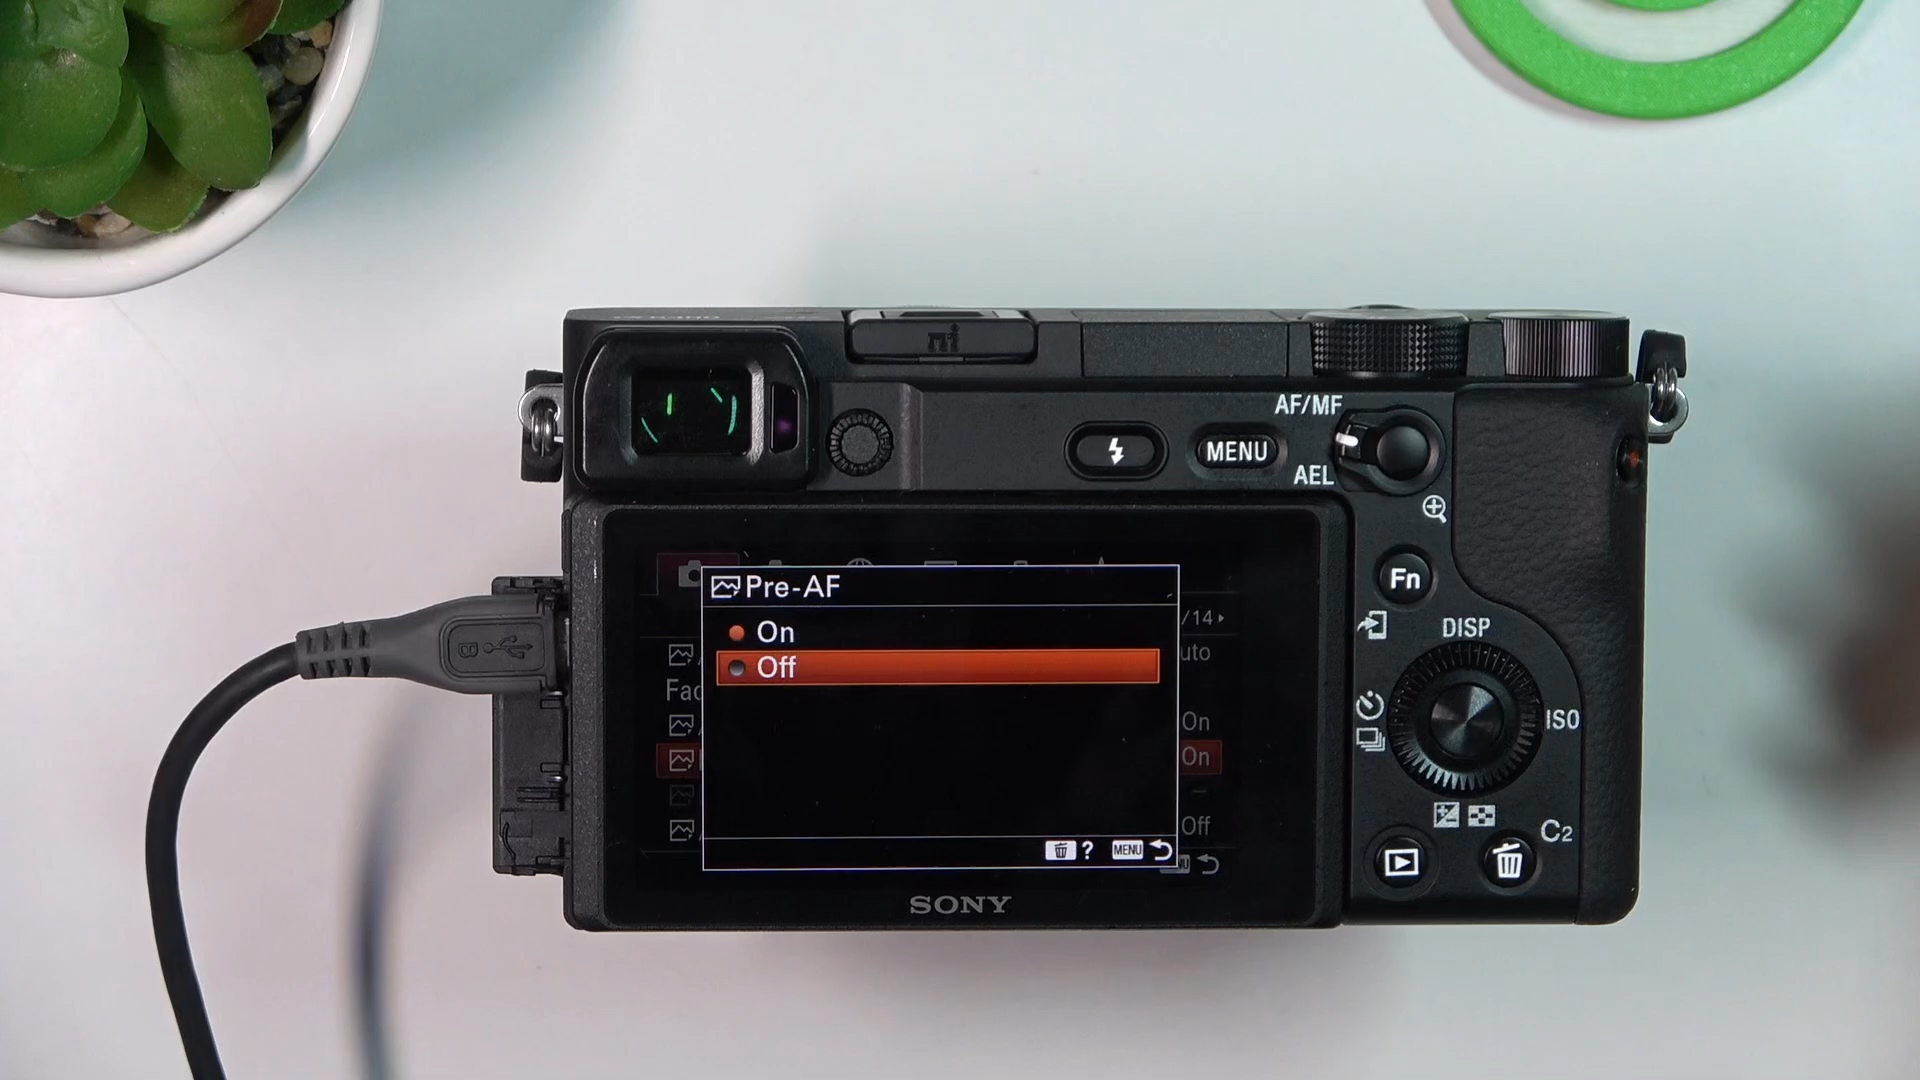 AF/MF
MENU
AEL
Fn
DISP
ISO
C2
Pre-AF
On
Off
/14
uto
Fac
On
On
Off
? MENU
SONY
B